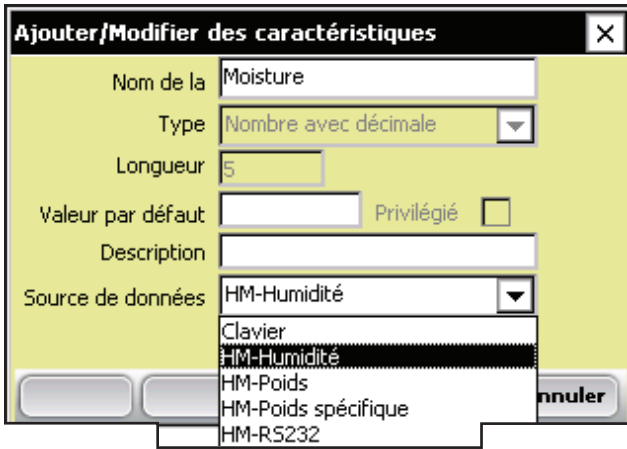 Ajouter/Modifier des caractéristiques
Nom de la Moisture
Type Nombre avec décimale
Longueur 5
Valeur par défaut Privilégié
Description
Source de données HM-Humidité
Clavier
HM-Humidité
HM-Poids
HM-Poids spécifique
HM-RS232
nnuler